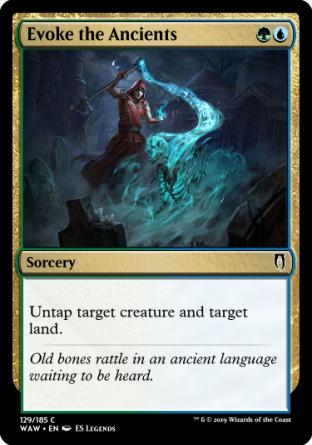 Evoke the Ancients
Sorcery
Untap target creature and target
land.
Old bones rattle in an ancient language
waiting to be heard.
129/185 C
WAW • EN ES LEGENDS
™ & © 2019 Wizards of the Coast